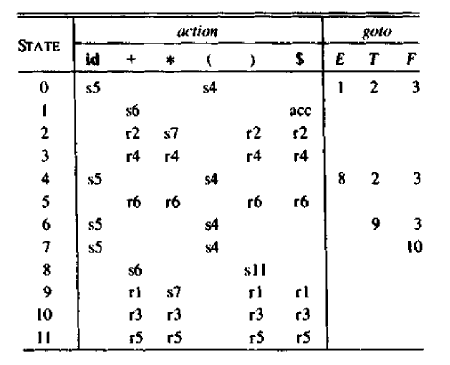 action goto
STATE id + * ( ) $ E T F
0 s5 s4 1 2 3
1 s6 acc
2 r2 s7 r2 r2
3 r4 r4 r4 r4
4 s5 s4 8 2 3
5 r6 r6 r6 r6
6 s5 s4 9 3
7 s5 s4 10
8 s6 s11
9 r1 s7 r1 r1
10 r3 r3 r3 r3
11 r5 r5 r5 r5